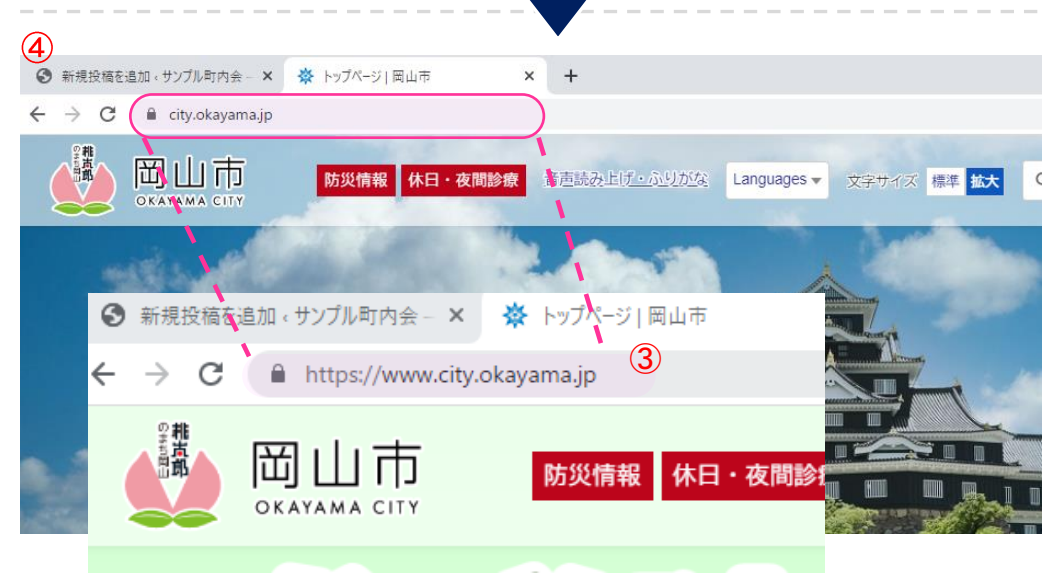 ④
新規投稿を追加 ‹ サンプル町内会 –
トップページ | 岡山市
city.okayama.jp
桃太郎
のまち岡山
岡山市
OKAYAMA CITY
防災情報
休日・夜間診療
音声読み上げ・ふりがな
Languages
文字サイズ
標準
拡大
新規投稿を追加 ‹ サンプル町内会 –
トップページ | 岡山市
③
https://www.city.okayama.jp
桃太郎
のまち岡山
岡山市
OKAYAMA CITY
防災情報
休日・夜間診